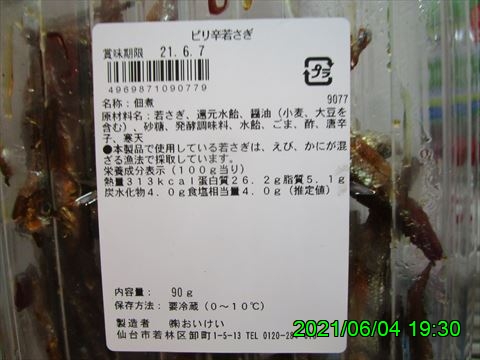 ピリ辛若さぎ
賞味期限 21.6.7
4969871090779
プラ
9077
名称：佃煮
原材料名：若さぎ、還元水飴、醤油（小麦、大豆を
含む）、砂糖、発酵調味料、水飴、ごま、酢、唐辛
子、寒天
●本製品で使用している若さぎは、えび、かにが混
ざる漁法で採取しています。
栄養成分表示（100g当り）
熱量313kcal蛋白質26.2g脂質5.1g
炭水化物4.0g食塩相当量4.0g（推定値）
内容量： 90g
保存方法：要冷蔵（0～10℃）
製造者 ㈱おいけい
仙台市若林区卸町1-5-13 TEL 0120-28
2021/06/04 19:30